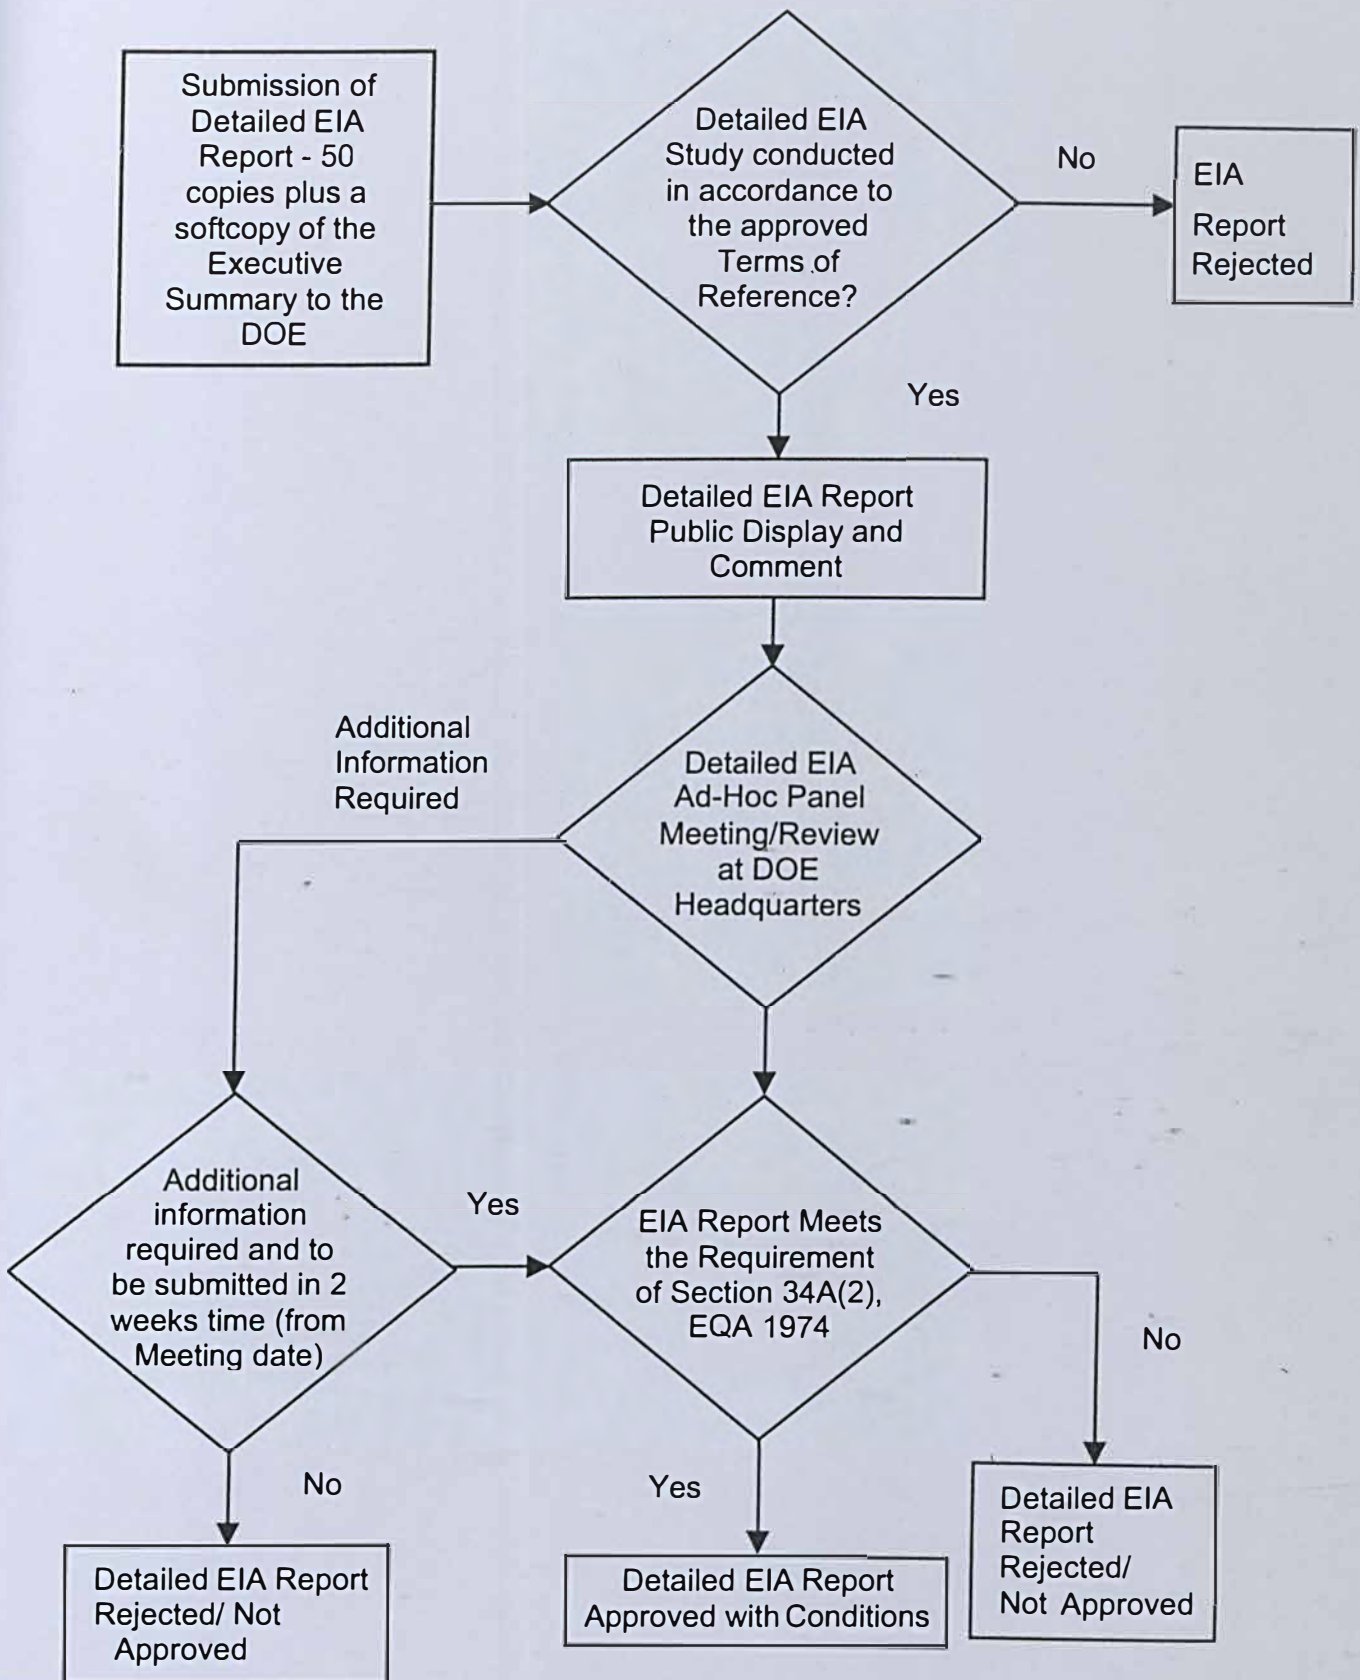 Submission of
Detailed EIA
Report - 50
copies plus a
softcopy of the
Executive
Summary to the
DOE
Detailed EIA
Study conducted
in accordance to
the approved
Terms of
Reference?
No
EIA
Report
Rejected
Yes
Detailed EIA Report
Public Display and
Comment
Additional
Information
Required
Detailed EIA
Ad-Hoc Panel
Meeting/Review
at DOE
Headquarters
Additional
information
required and to
be submitted in 2
weeks time (from
Meeting date)
Yes
EIA Report Meets
the Requirement
of Section 34A(2),
EQA 1974
No
No
Yes
Detailed EIA Report
Rejected/ Not
Approved
Detailed EIA Report
Approved with Conditions
Detailed EIA
Report
Rejected/
Not Approved